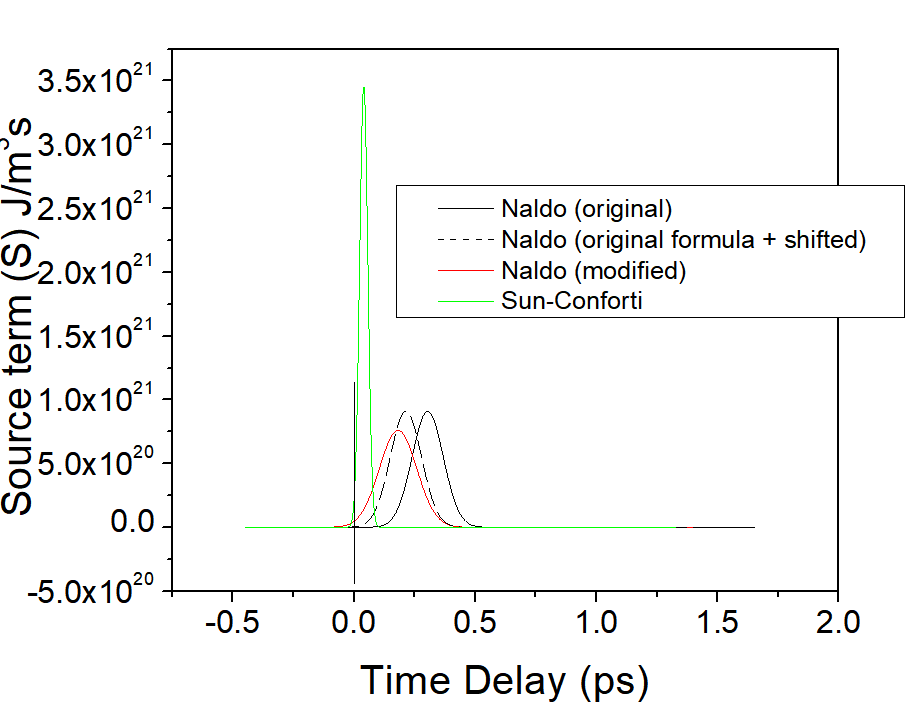 Source term (S) J/m³s
3.5x10²¹
3.0x10²¹
2.5x10²¹
2.0x10²¹
1.5x10²¹
1.0x10²¹
5.0x10²⁰
0.0
-5.0x10²⁰
Naldo (original)
Naldo (original formula + shifted)
Naldo (modified)
Sun-Conforti
-0.5 0.0 0.5 1.0 1.5 2.0
Time Delay (ps)